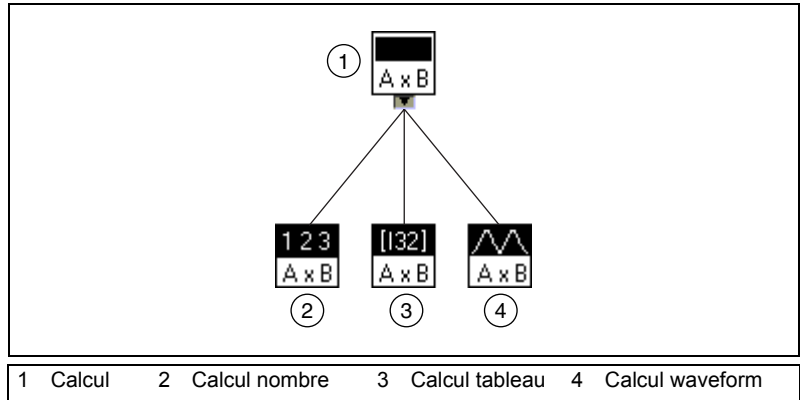 1
A x B
1 2 3 [I32]
A x B A x B A x B
2 3 4
1 Calcul 2 Calcul nombre 3 Calcul tableau 4 Calcul waveform